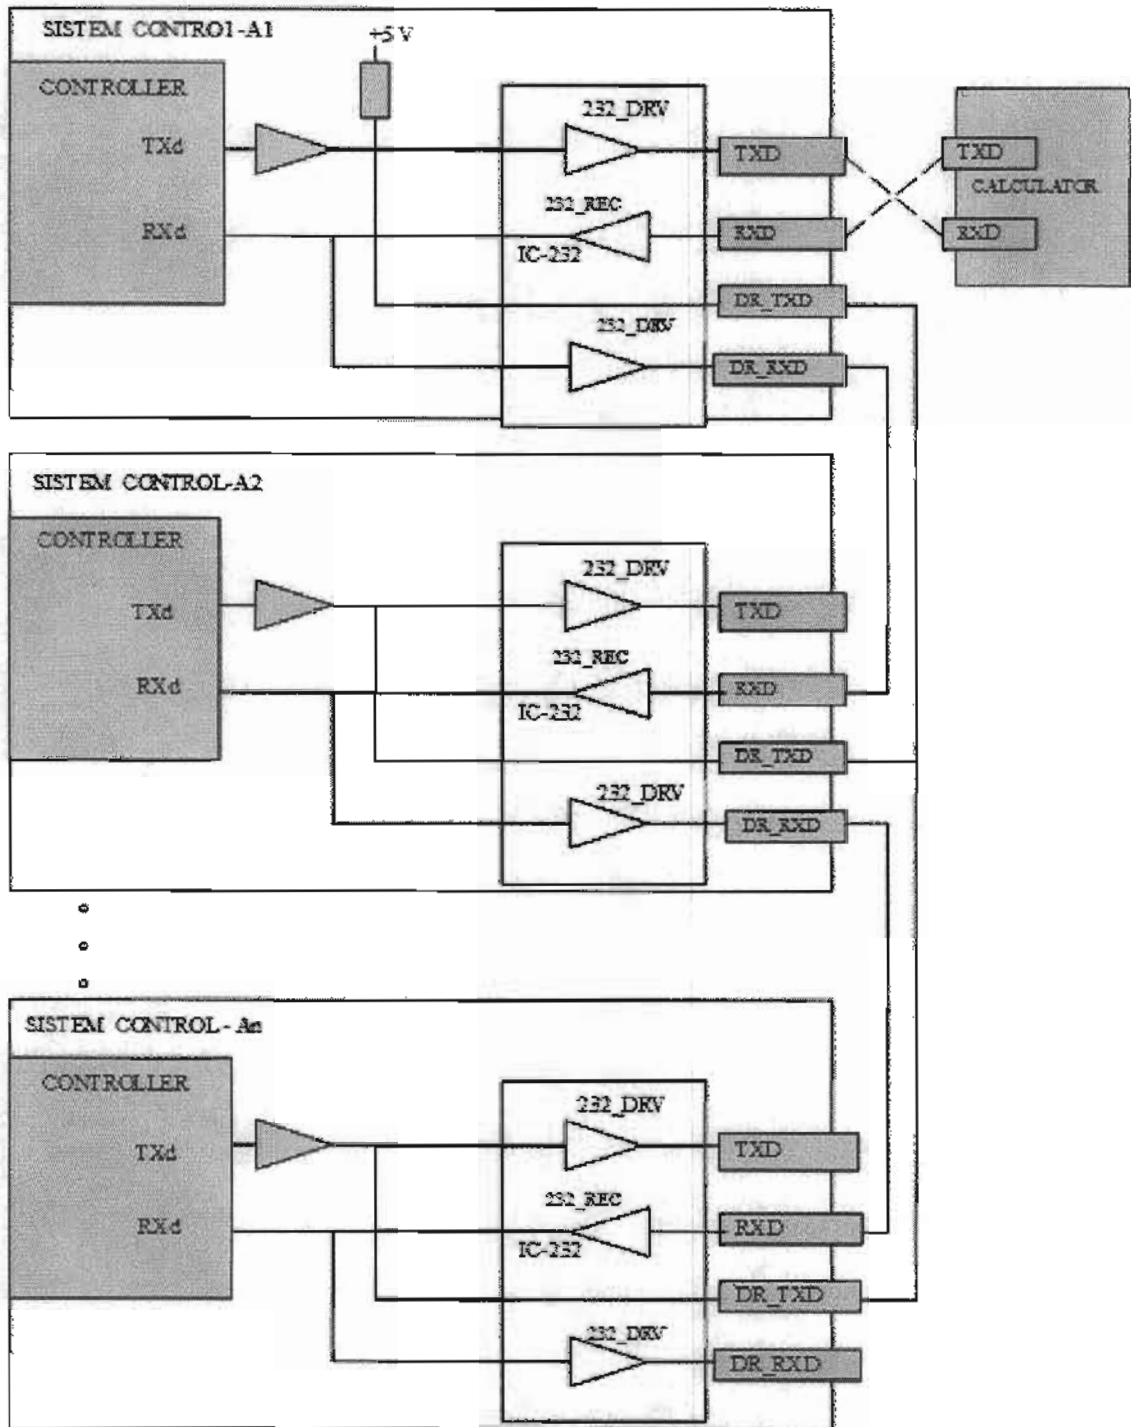 SISTEM CONTRO1-A1
+5 V
CONTROLLER
232_DRV
TXd
TXD
TXD
CALCULATOR
232_REC
RXd
RXD
RXD
IC-232
DR_TXD
232_DRV
DR_RXD
SISTEM CONTROL-A2
CONTROLLER
232_DRV
TXd
TXD
232_REC
RXd
RXD
IC-232
DR_TXD
232_DRV
DR_RXD
SISTEM CONTROL- An
CONTROLLER
232_DRV
TXd
TXD
232_REC
RXd
RXD
IC-232
DR_TXD
232_DRV
DR_RXD